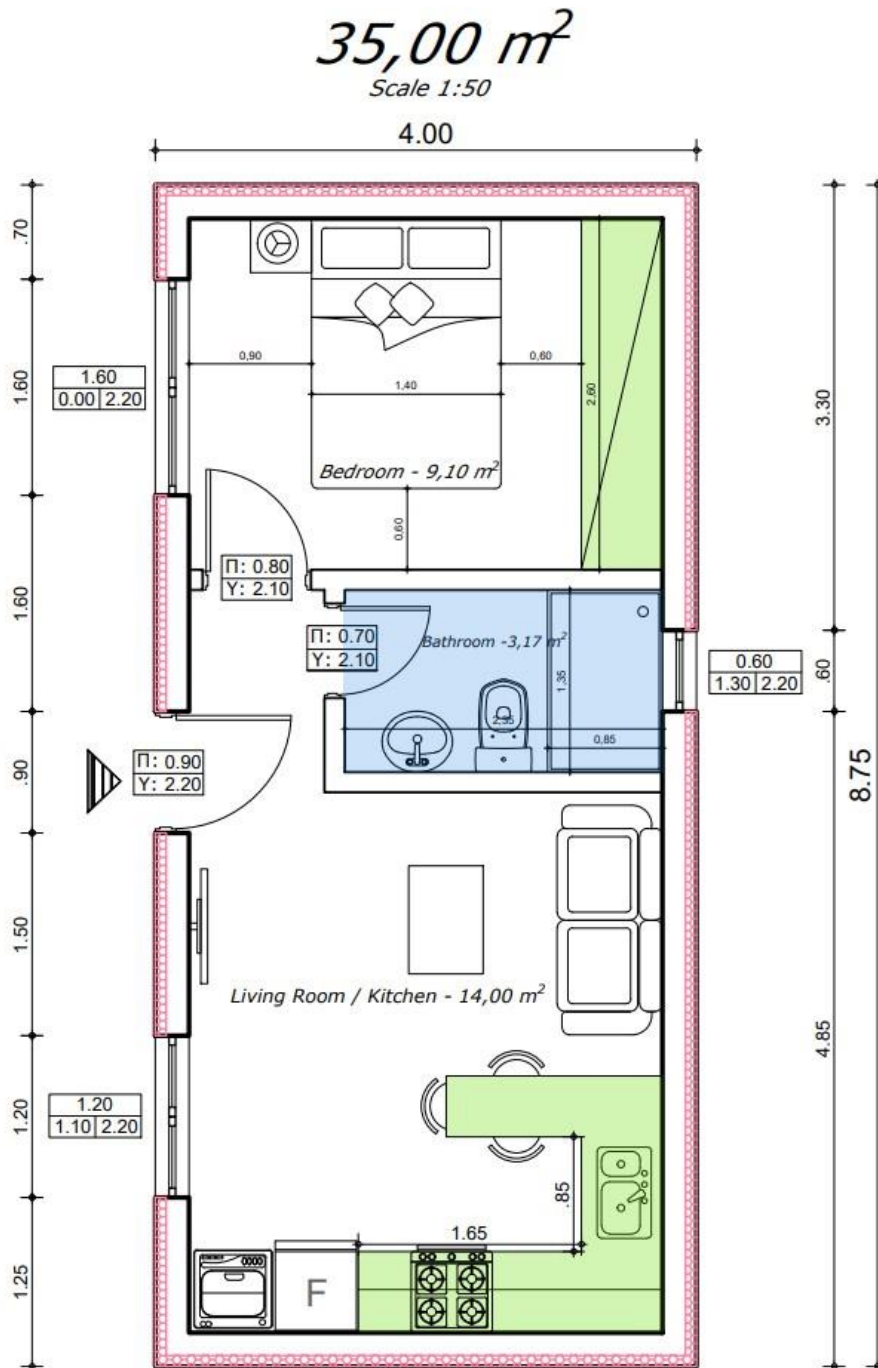 35,00 m²
Scale 1:50
4.00
.70
1.60
1.60
.90
1.50
1.20
1.25
3.30
.60
4.85
8.75
1.60
0.00 2.20
0,90
1,40
0,60
2,60
Bedroom - 9,10 m²
0,60
П: 0.80
Y: 2.10
П: 0.70
Y: 2.10
Bathroom -3,17 m²
1,35
2,35
0,85
0.60
1.30 2.20
П: 0.90
Y: 2.20
Living Room / Kitchen - 14,00 m²
1.20
1.10 2.20
.85
1.65
F